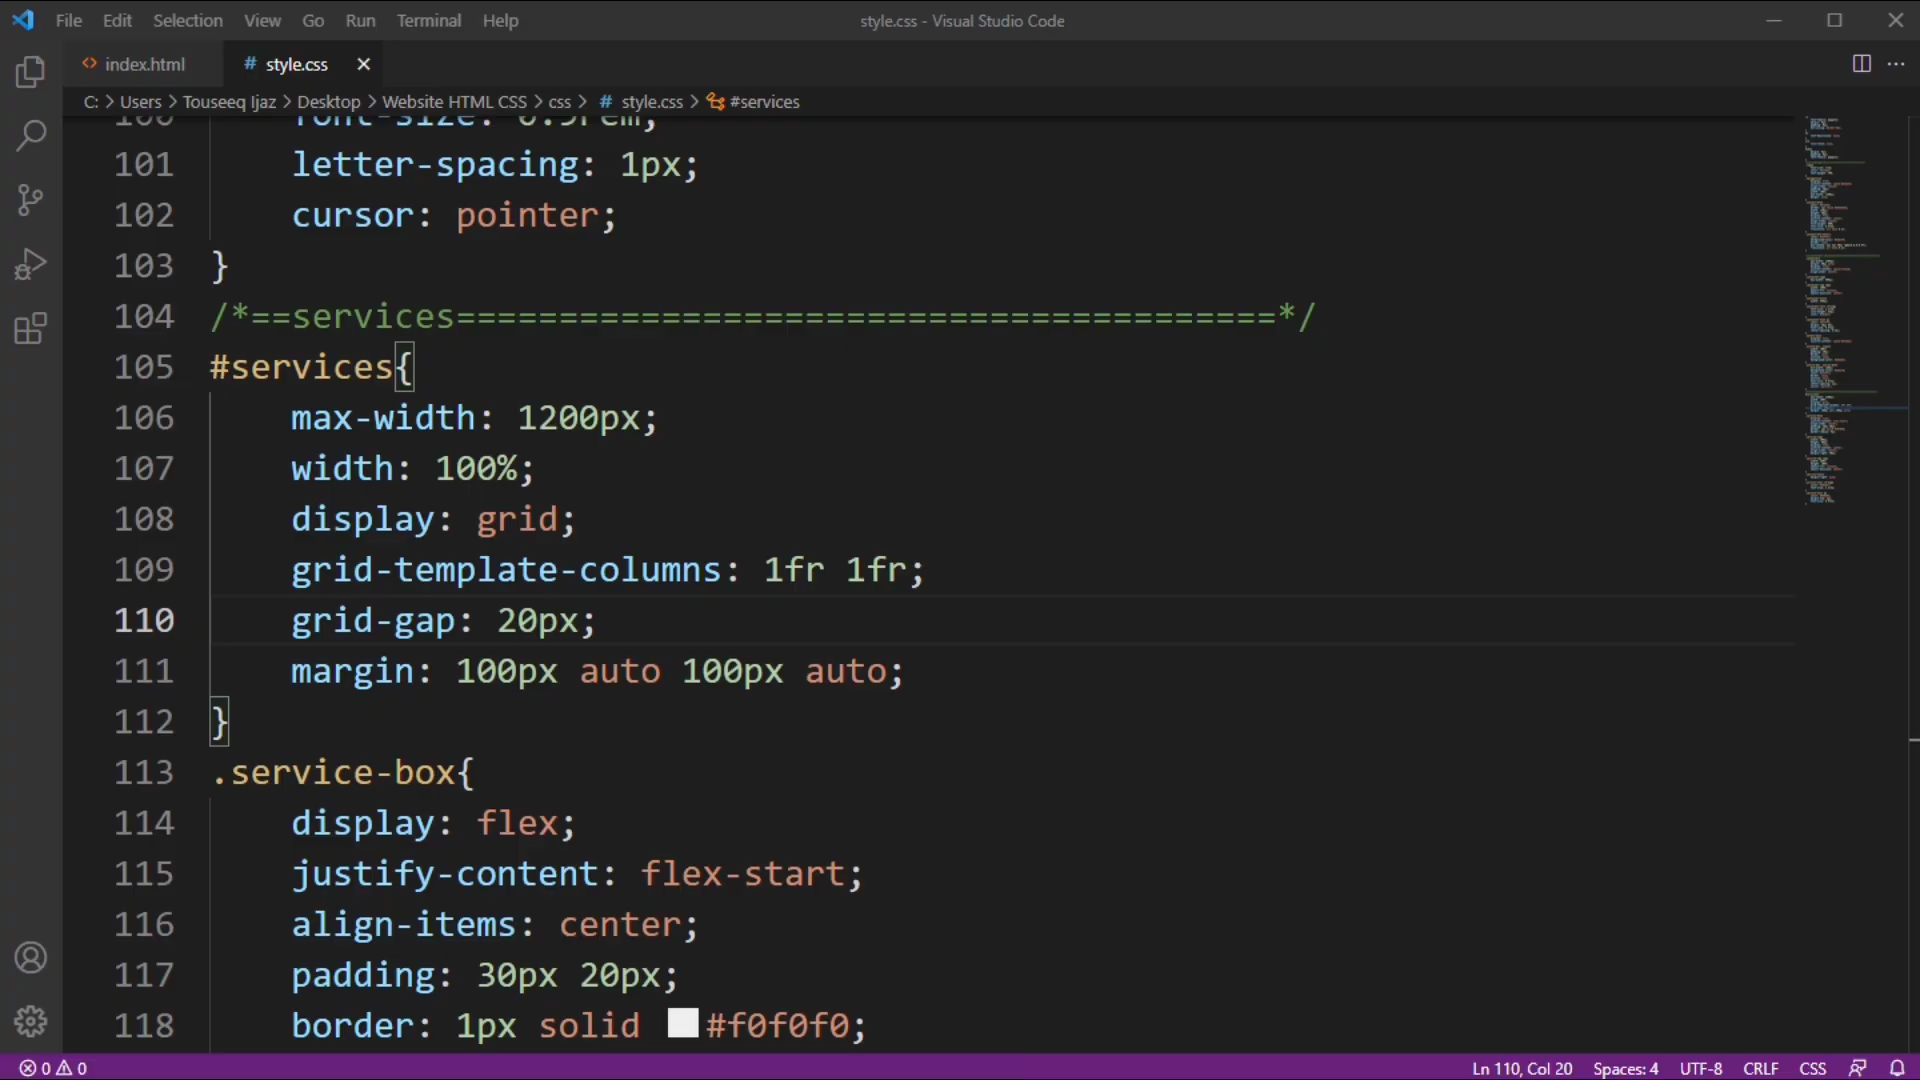 File Edit Selection View Go Run Terminal Help style.css - Visual Studio Code
index.html # style.css
C: > Users > Touseeq Ijaz > Desktop > Website HTML CSS > css > # style.css > #services
100 font-size: 0.9rem;
101 letter-spacing: 1px;
102 cursor: pointer;
103 }
104 /*==services========================================*/
105 #services{
106 max-width: 1200px;
107 width: 100%;
108 display: grid;
109 grid-template-columns: 1fr 1fr;
110 grid-gap: 20px;
111 margin: 100px auto 100px auto;
112 }
113 .service-box{
114 display: flex;
115 justify-content: flex-start;
116 align-items: center;
117 padding: 30px 20px;
118 border: 1px solid #f0f0f0;
0 0 Ln 110, Col 20 Spaces: 4 UTF-8 CRLF CSS